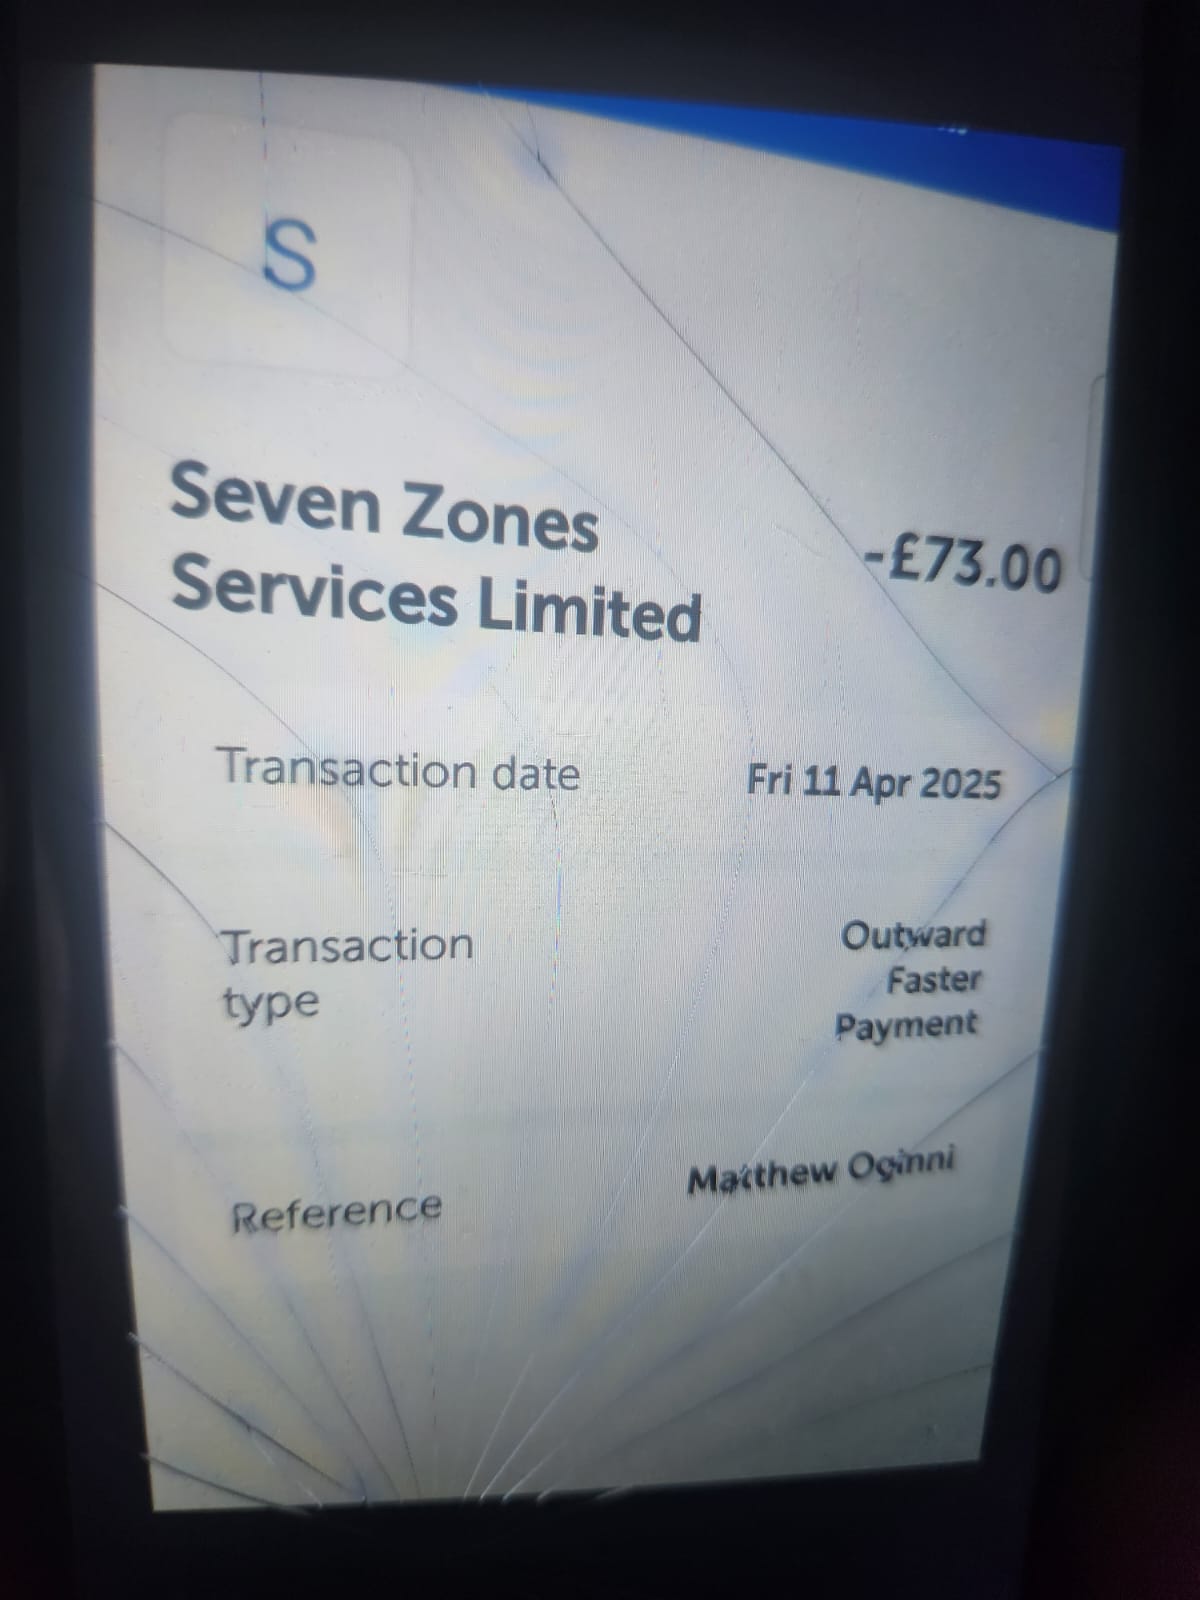 S
Seven Zones
Services Limited
-£73.00
Transaction date
Fri 11 Apr 2025
Transaction
type
Outward
Faster
Payment
Reference
Matthew Oginni